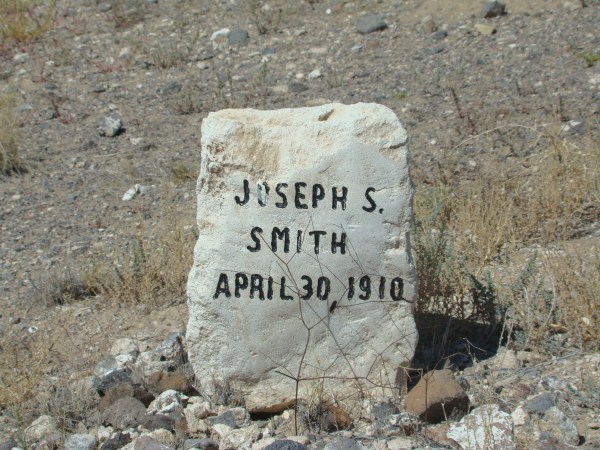 JOSEPH S.
SMITH
APRIL 30, 1910